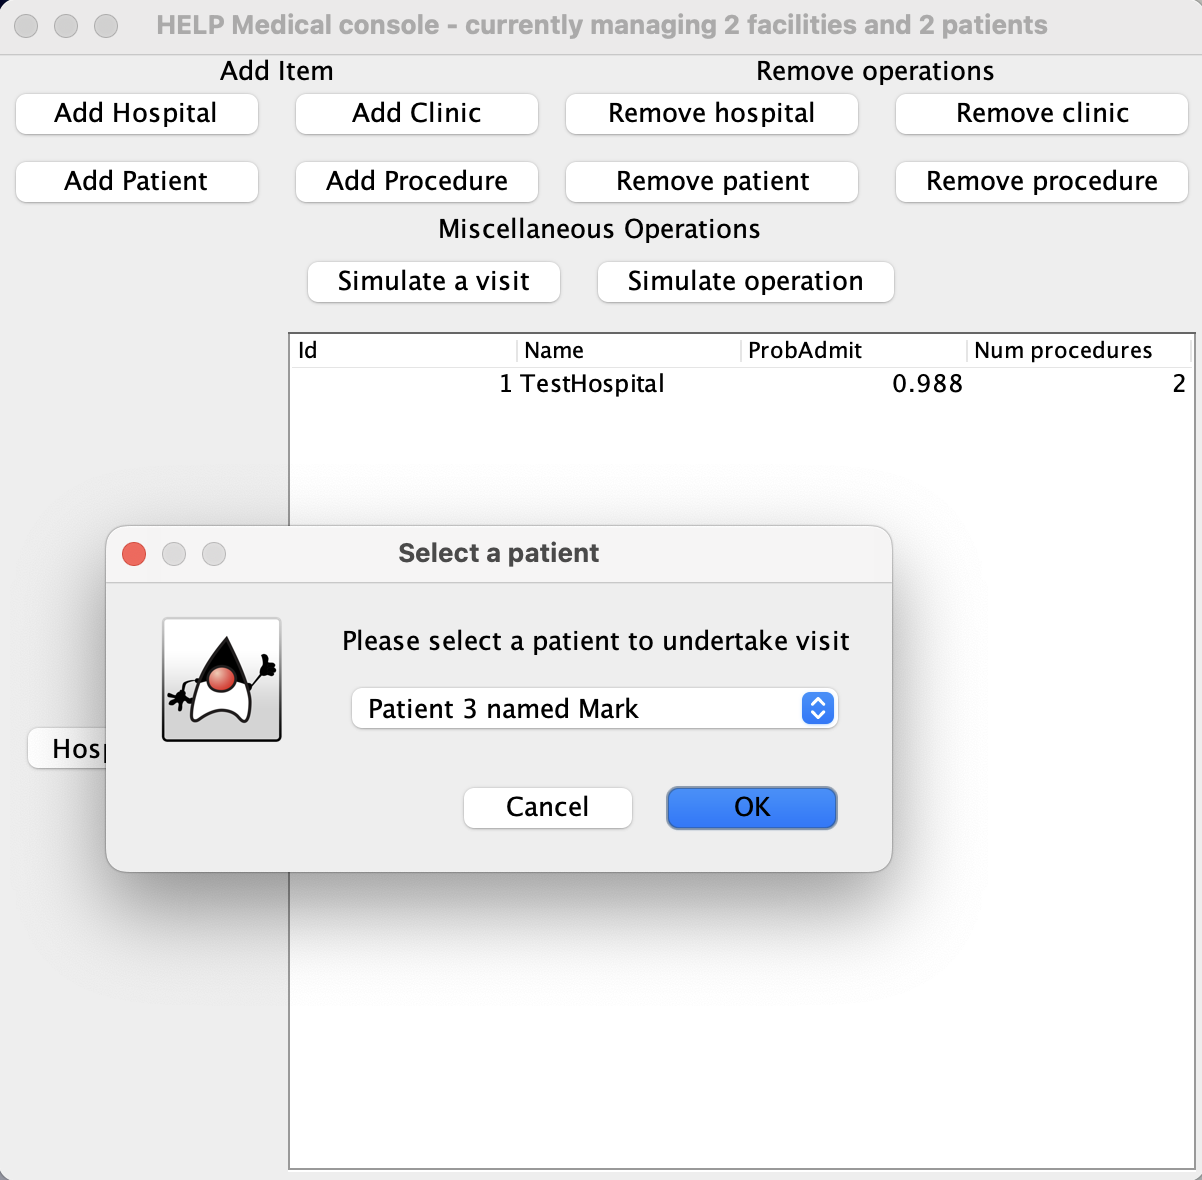 HELP Medical console - currently managing 2 facilities and 2 patients
Add Item Remove operations
Add Hospital Add Clinic Remove hospital Remove clinic
Add Patient Add Procedure Remove patient Remove procedure
Miscellaneous Operations
Simulate a visit Simulate operation
Id Name ProbAdmit Num procedures
1 TestHospital 0.988 2
Select a patient
Please select a patient to undertake visit
Patient 3 named Mark
Cancel OK